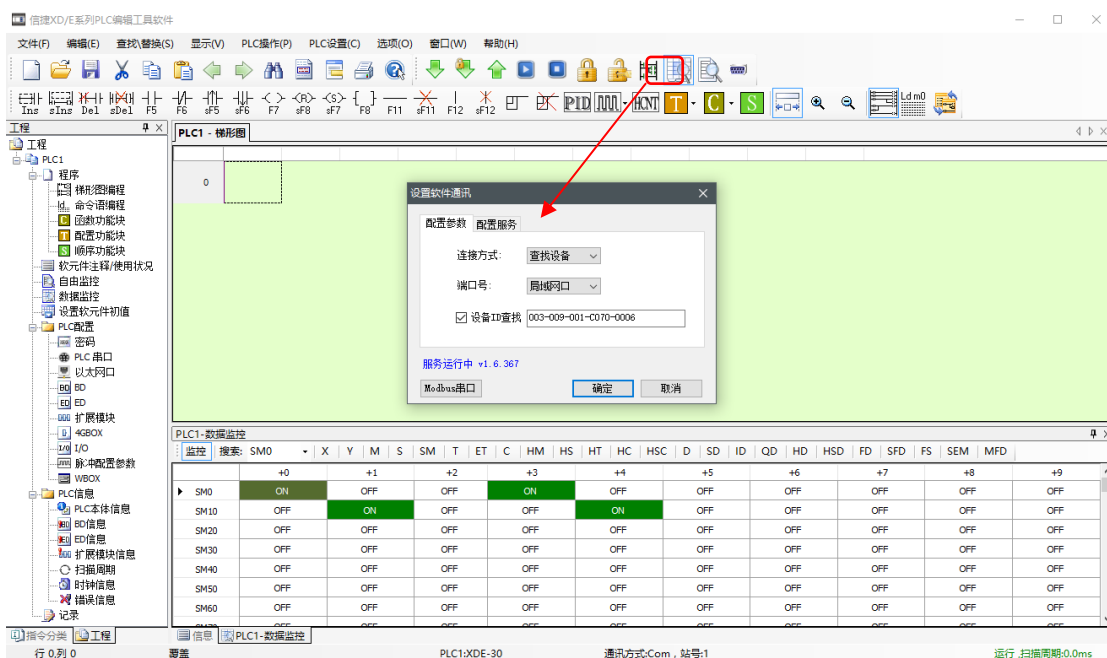 信捷XD/E系列PLC编辑工具软件
文件(F) 编辑(E) 查找\替换(S) 显示(V) PLC操作(P) PLC设置(C) 选项(O) 窗口(W) 帮助(H)
PID HCNT T C S Ld m0
Ins sIns Del sDel F5 F6 sF5 sF6 F7 sF8 sF7 F8 F11 sF11 F12 sF12
工程
PLC1 - 梯形图
工程
PLC1
程序
梯形图编程
命令语编程
函数功能块
配置功能块
顺序功能块
软元件注释/使用状况
自由监控
数据监控
设置软元件初值
PLC配置
密码
PLC 串口
以太网口
BD BD
ED ED
扩展模块
4GBOX
I/O I/O
脉冲配置参数
WBOX
PLC信息
PLC本体信息
BD信息
ED信息
扩展模块信息
扫描周期
时钟信息
错误信息
记录
0
设置软件通讯
配置参数 配置服务
连接方式: 查找设备
端口号: 局域网口
设备ID查找 003-009-001-C070-0006
服务运行中 v1.6.367
Modbus串口 确定 取消
PLC1-数据监控
监控 搜索: SM0 X Y M S SM T ET C HM HS HT HC HSC D SD ID QD HD HSD FD SFD FS SEM MFD
+0 +1 +2 +3 +4 +5 +6 +7 +8 +9
SM0 ON OFF OFF ON OFF OFF OFF OFF OFF OFF
SM10 OFF ON OFF OFF ON OFF OFF OFF OFF OFF
SM20 OFF OFF OFF OFF OFF OFF OFF OFF OFF OFF
SM30 OFF OFF OFF OFF OFF OFF OFF OFF OFF OFF
SM40 OFF OFF OFF OFF OFF OFF OFF OFF OFF OFF
SM50 OFF OFF OFF OFF OFF OFF OFF OFF OFF OFF
SM60 OFF OFF OFF OFF OFF OFF OFF OFF OFF OFF
指令分类 工程 信息 PLC1-数据监控
行 0,列 0 覆盖 PLC1:XDE-30 通讯方式:Com，站号:1 运行 ,扫描周期:0.0ms